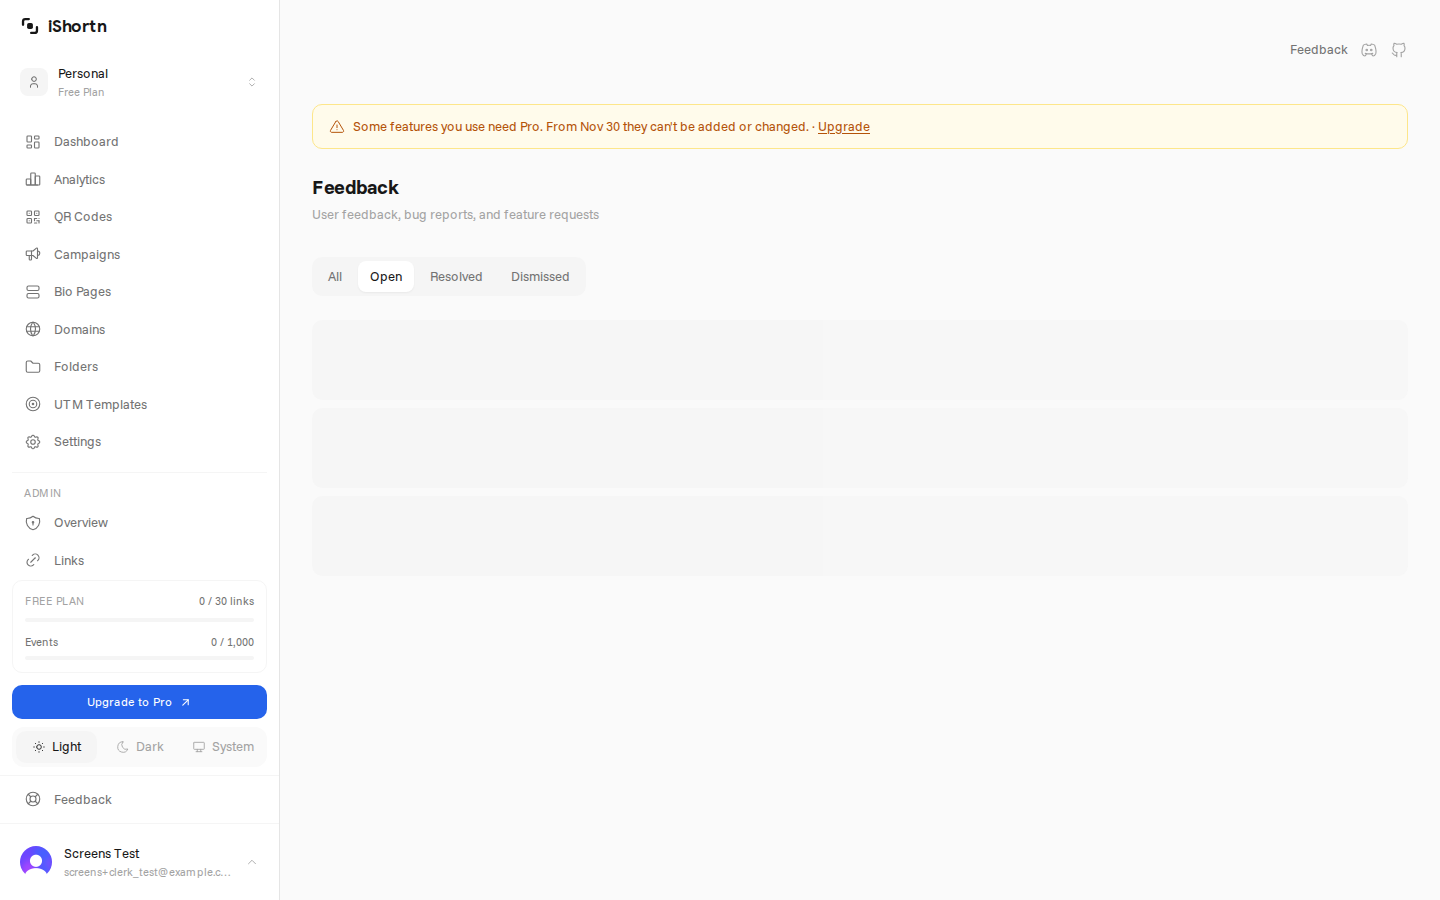 iShortn
Personal
Free Plan
Dashboard
Analytics
QR Codes
Campaigns
Bio Pages
Domains
Folders
UTM Templates
Settings
ADMIN
Overview
Links
FREE PLAN 0 / 30 links
Events 0 / 1,000
Upgrade to Pro
Light Dark System
Feedback
Screens Test
screens+clerk_test@example.c...
Feedback
Some features you use need Pro. From Nov 30 they can't be added or changed. · Upgrade
Feedback
User feedback, bug reports, and feature requests
All Open Resolved Dismissed